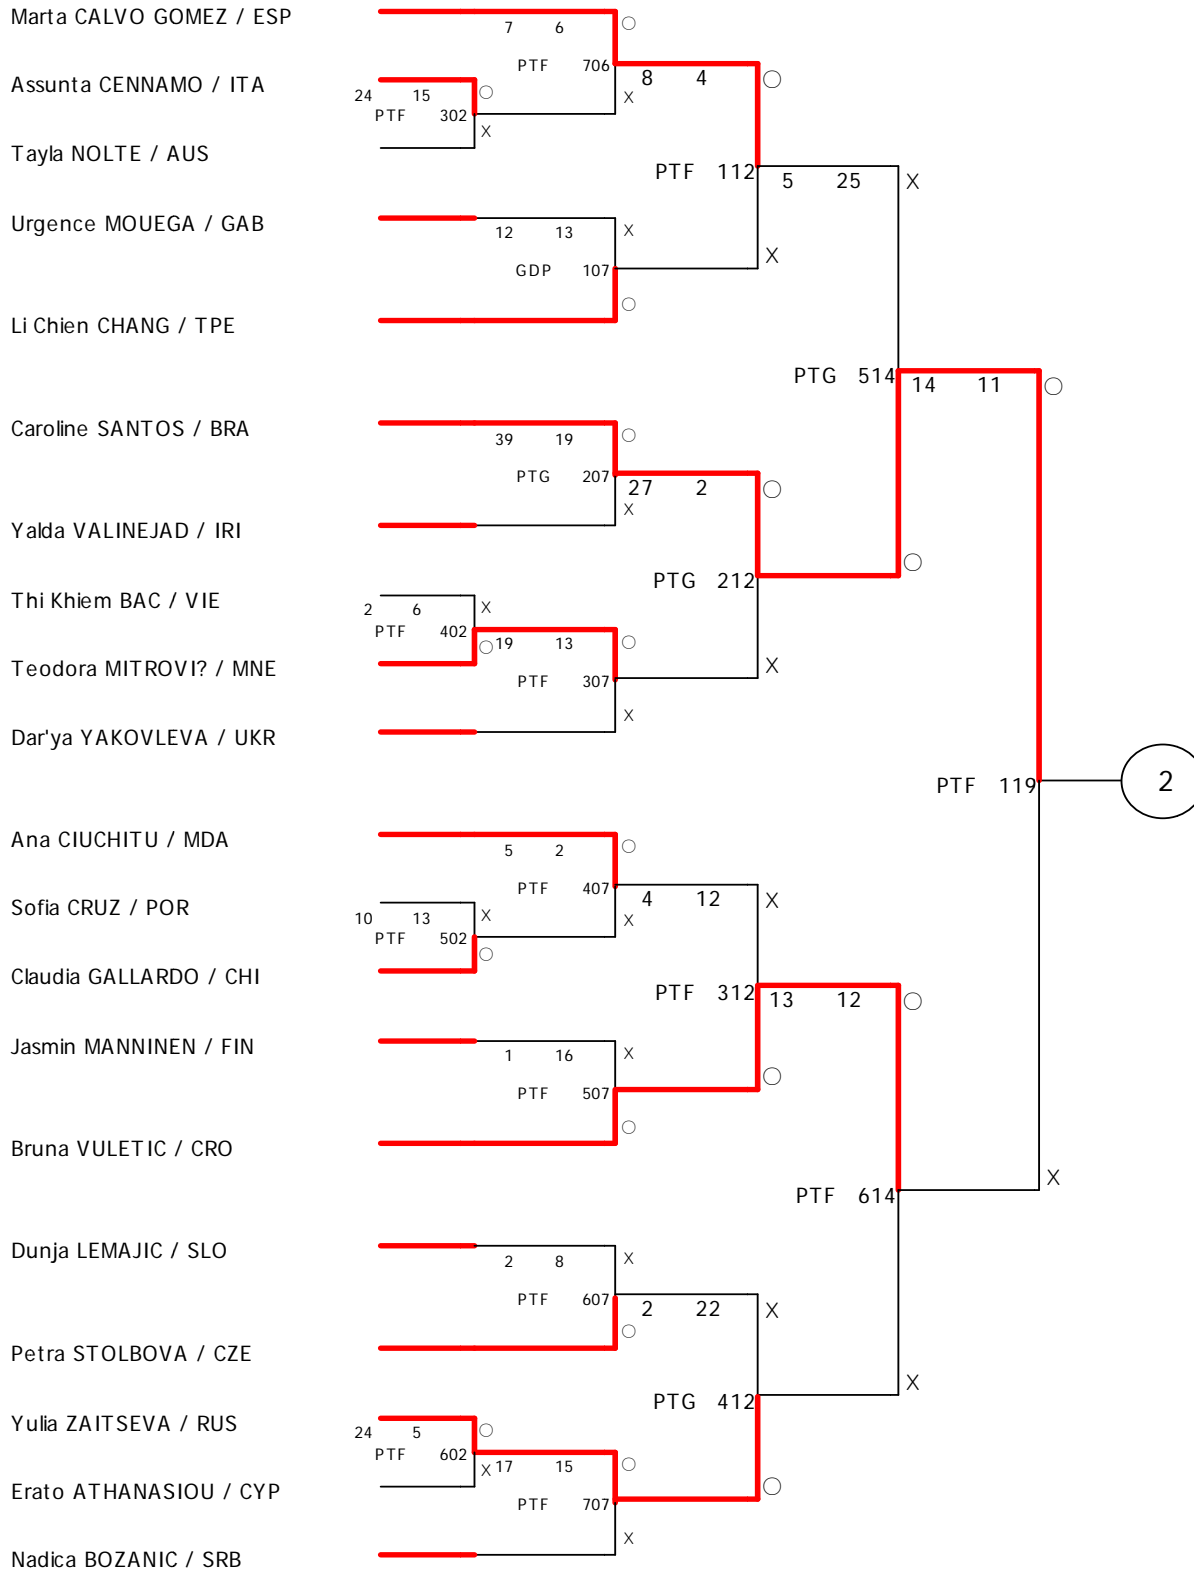 Marta CALVO GOMEZ / ESP
7 6 ○
PTF 706
8 4 ○
Assunta CENNAMO / ITA
24 15 ○
PTF 302
X
X
Tayla NOLTE / AUS
PTF 112
5 25 X
Urgence MOUEGA / GAB
12 13 X
X
GDP 107
○
Li Chien CHANG / TPE
PTG 514
14 11 ○
Caroline SANTOS / BRA
39 19 ○
PTG 207
27 2 ○
X
Yalda VALINEJAD / IRI
○
PTG 212
Thi Khiem BAC / VIE
2 6 X
PTF 402
○ 19 13 ○
X
Teodora MITROVI? / MNE
PTF 307
X
Dar'ya YAKOVLEVA / UKR
PTF 119
2
Ana CIUCHITU / MDA
5 2 ○
PTF 407
4 12 X
Sofia CRUZ / POR
10 13 X
X
PTF 502
○
Claudia GALLARDO / CHI
PTF 312
13 12 ○
Jasmin MANNINEN / FIN
1 16 X
○
PTF 507
○
Bruna VULETIC / CRO
X
PTF 614
Dunja LEMAJIC / SLO
2 8 X
PTF 607
2 22 X
○
Petra STOLBOVA / CZE
X
PTG 412
Yulia ZAITSEVA / RUS
24 5 ○
PTF 602
X 17 15 ○
○
Erato ATHANASIOU / CYP
PTF 707
X
Nadica BOZANIC / SRB